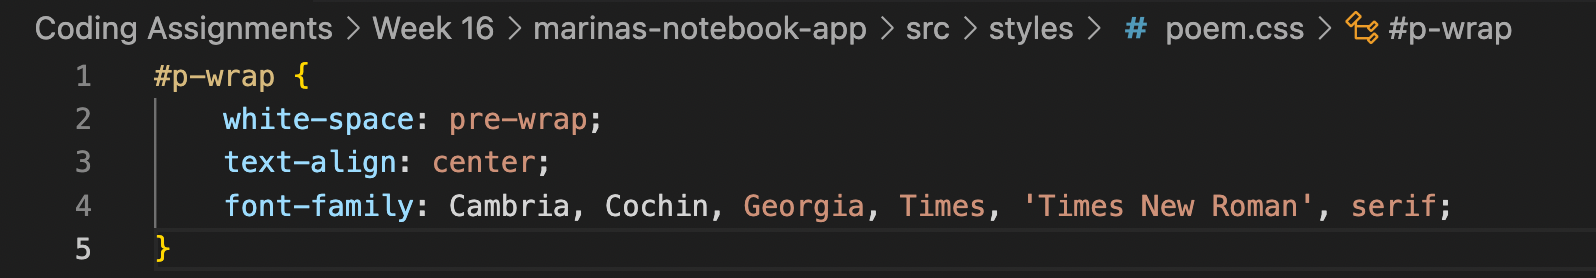 Coding Assignments > Week 16 > marinas-notebook-app > src > styles > # poem.css > #p-wrap
1 #p-wrap {
2 white-space: pre-wrap;
3 text-align: center;
4 font-family: Cambria, Cochin, Georgia, Times, 'Times New Roman', serif;
5 }